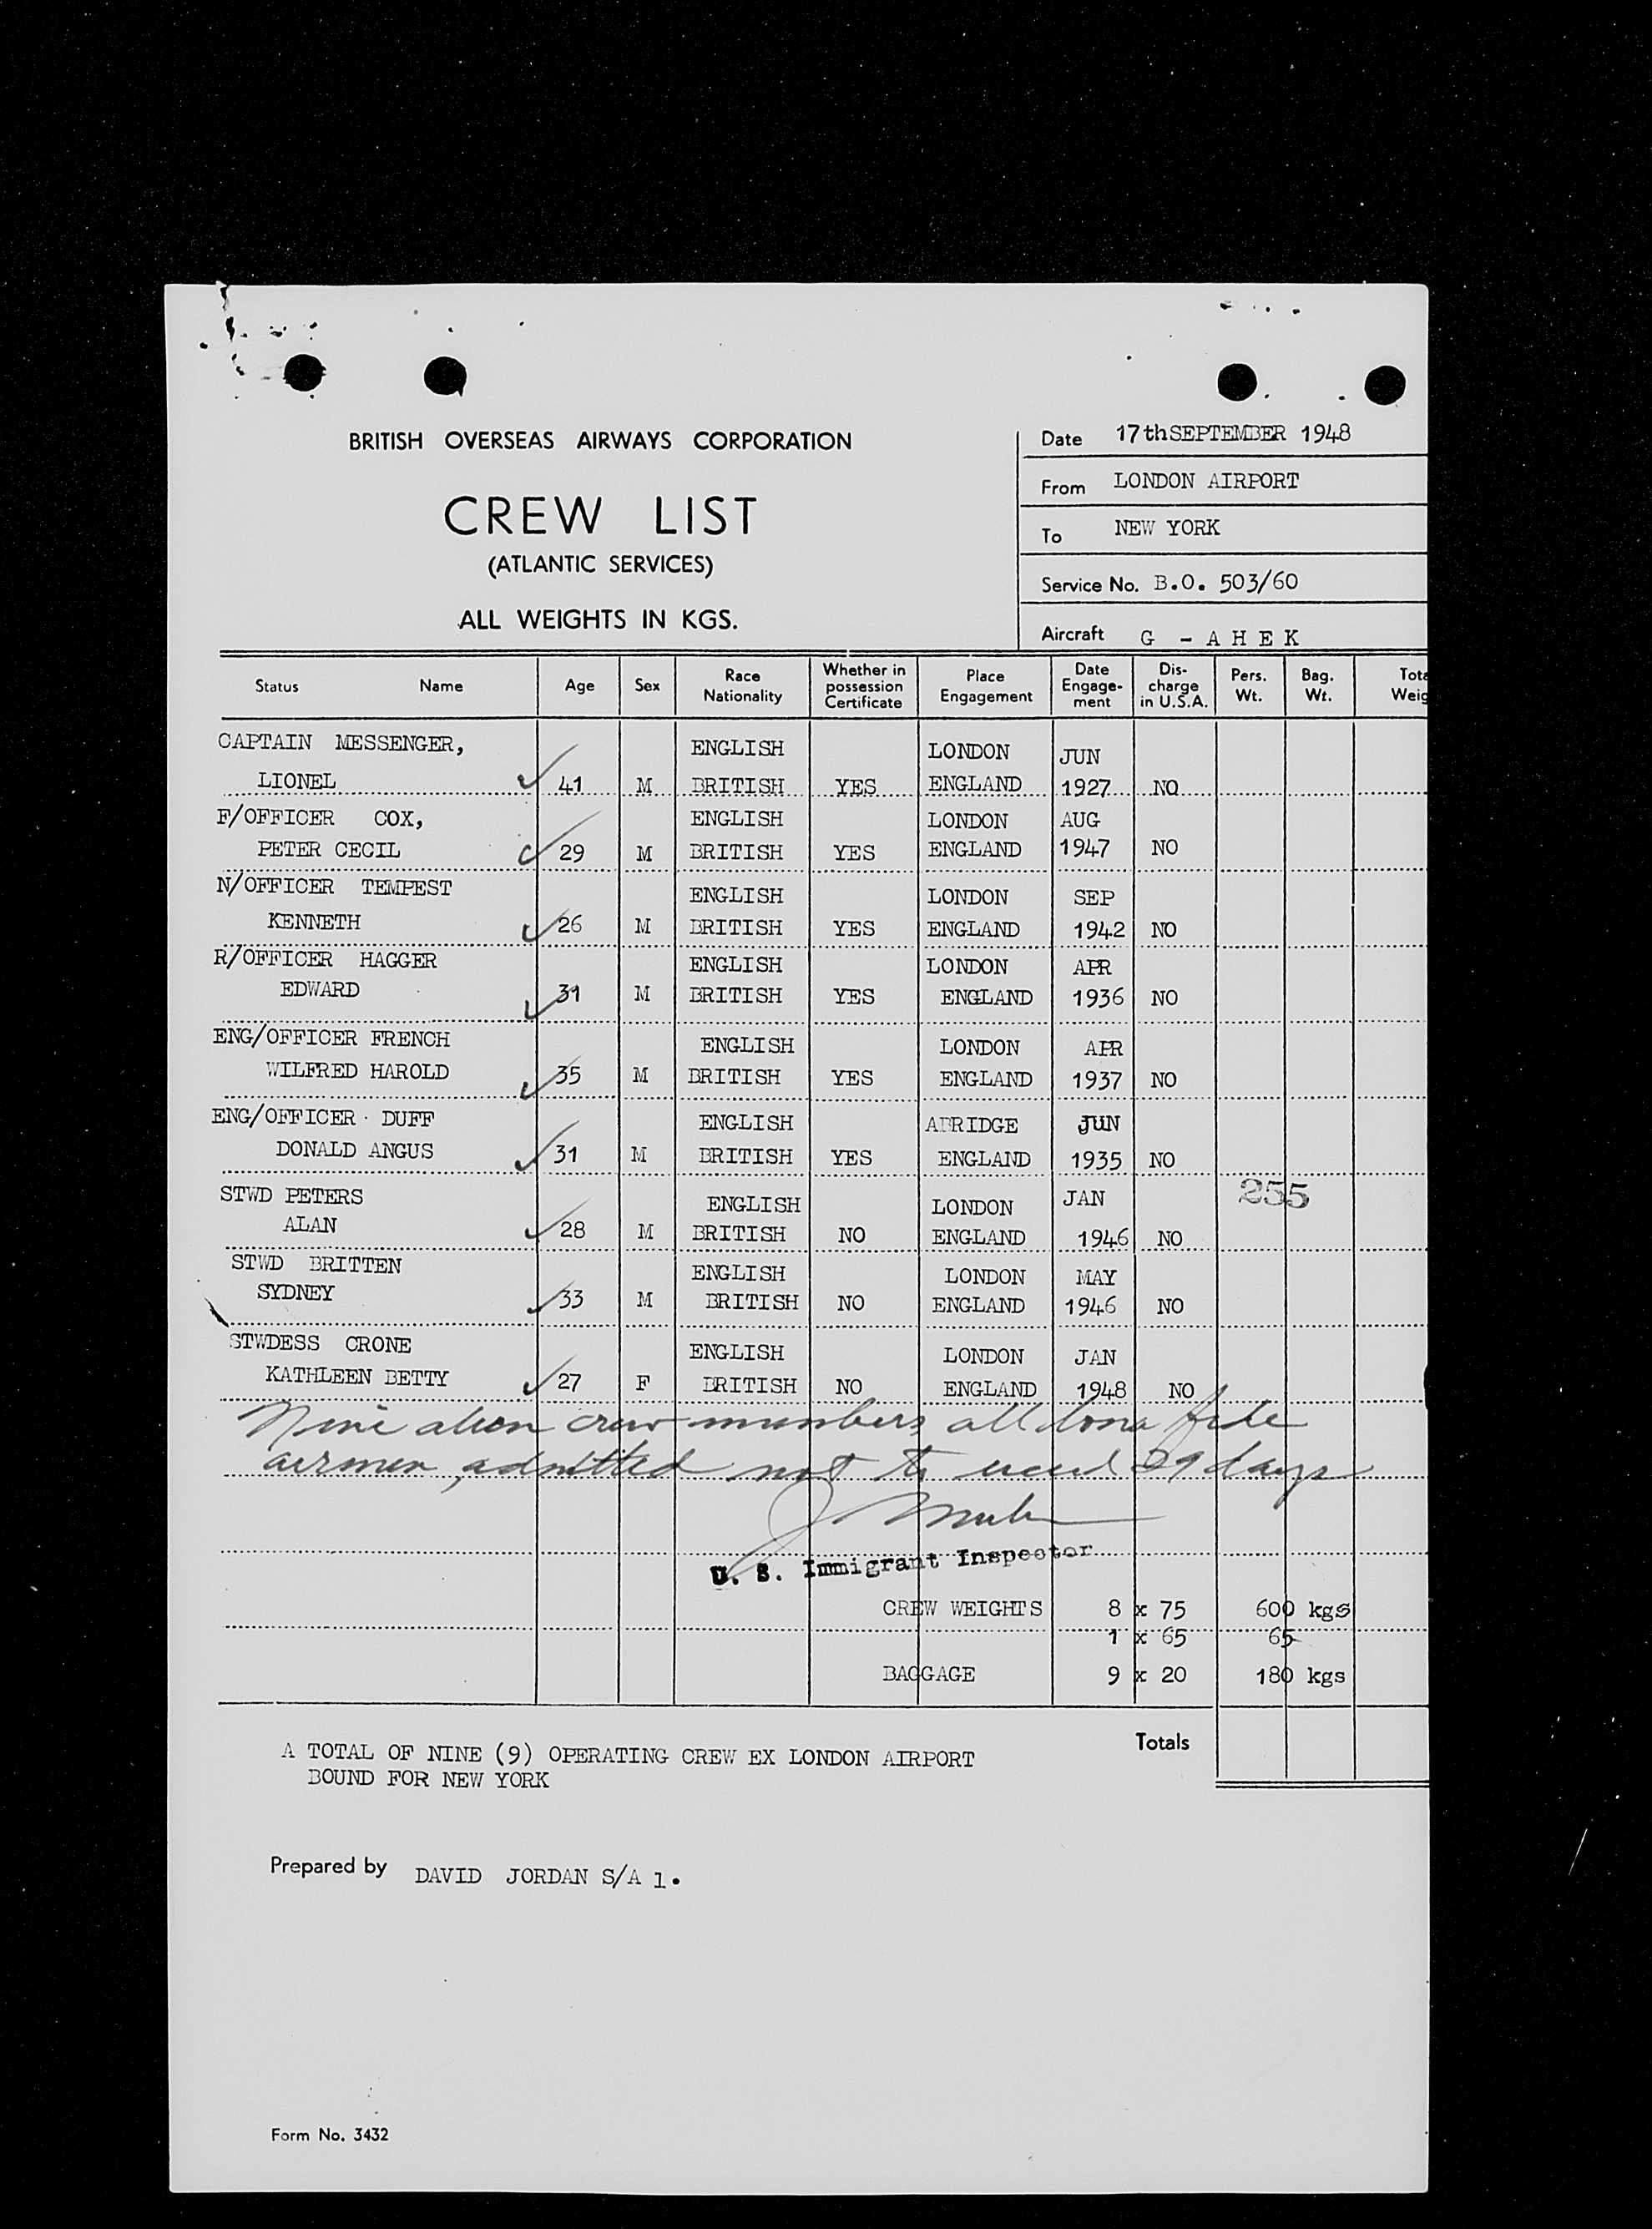 BRITISH OVERSEAS AIRWAYS CORPORATION
CREW LIST
(ATLANTIC SERVICES)
ALL WEIGHTS IN KGS.
Date 17thSEPTEMBER 1948
From LONDON AIRPORT
To NEW YORK
Service No. B.O. 503/60
Aircraft G - A H E K
Status Name Age Sex Race Nationality Whether in possession Certificate Place Engagement Date Engage-ment Dis-charge in U.S.A. Pers. Wt. Bag. Wt. Tota Weig
CAPTAIN MESSENGER, ENGLISH LONDON JUN
LIONEL 41 M BRITISH YES ENGLAND 1927 NO
F/OFFICER COX, ENGLISH LONDON AUG
PETER CECIL 29 M BRITISH YES ENGLAND 1947 NO
N/OFFICER TEMPEST ENGLISH LONDON SEP
KENNETH 26 M BRITISH YES ENGLAND 1942 NO
R/OFFICER HAGGER ENGLISH LONDON APR
EDWARD 31 M BRITISH YES ENGLAND 1936 NO
ENG/OFFICER FRENCH ENGLISH LONDON APR
WILFRED HAROLD 35 M BRITISH YES ENGLAND 1937 NO
ENG/OFFICER DUFF ENGLISH ABRIDGE JUN
DONALD ANGUS 31 M BRITISH YES ENGLAND 1935 NO
255
STWD PETERS ENGLISH LONDON JAN
ALAN 28 M BRITISH NO ENGLAND 1946 NO
STWD BRITTEN ENGLISH LONDON MAY
SYDNEY 33 M BRITISH NO ENGLAND 1946 NO
STWDESS CRONE ENGLISH LONDON JAN
KATHLEEN BETTY 27 F BRITISH NO ENGLAND 1948 NO
Nine alien crew members all bona fide
airmen, admitted not to exceed 29 days
U. S. Immigrant Inspector
CREW WEIGHTS 8 x 75 600 kgs
1 x 65 65
BAGGAGE 9 x 20 180 kgs
Totals
A TOTAL OF NINE (9) OPERATING CREW EX LONDON AIRPORT
BOUND FOR NEW YORK
Prepared by DAVID JORDAN S/A 1.
Form No. 3432